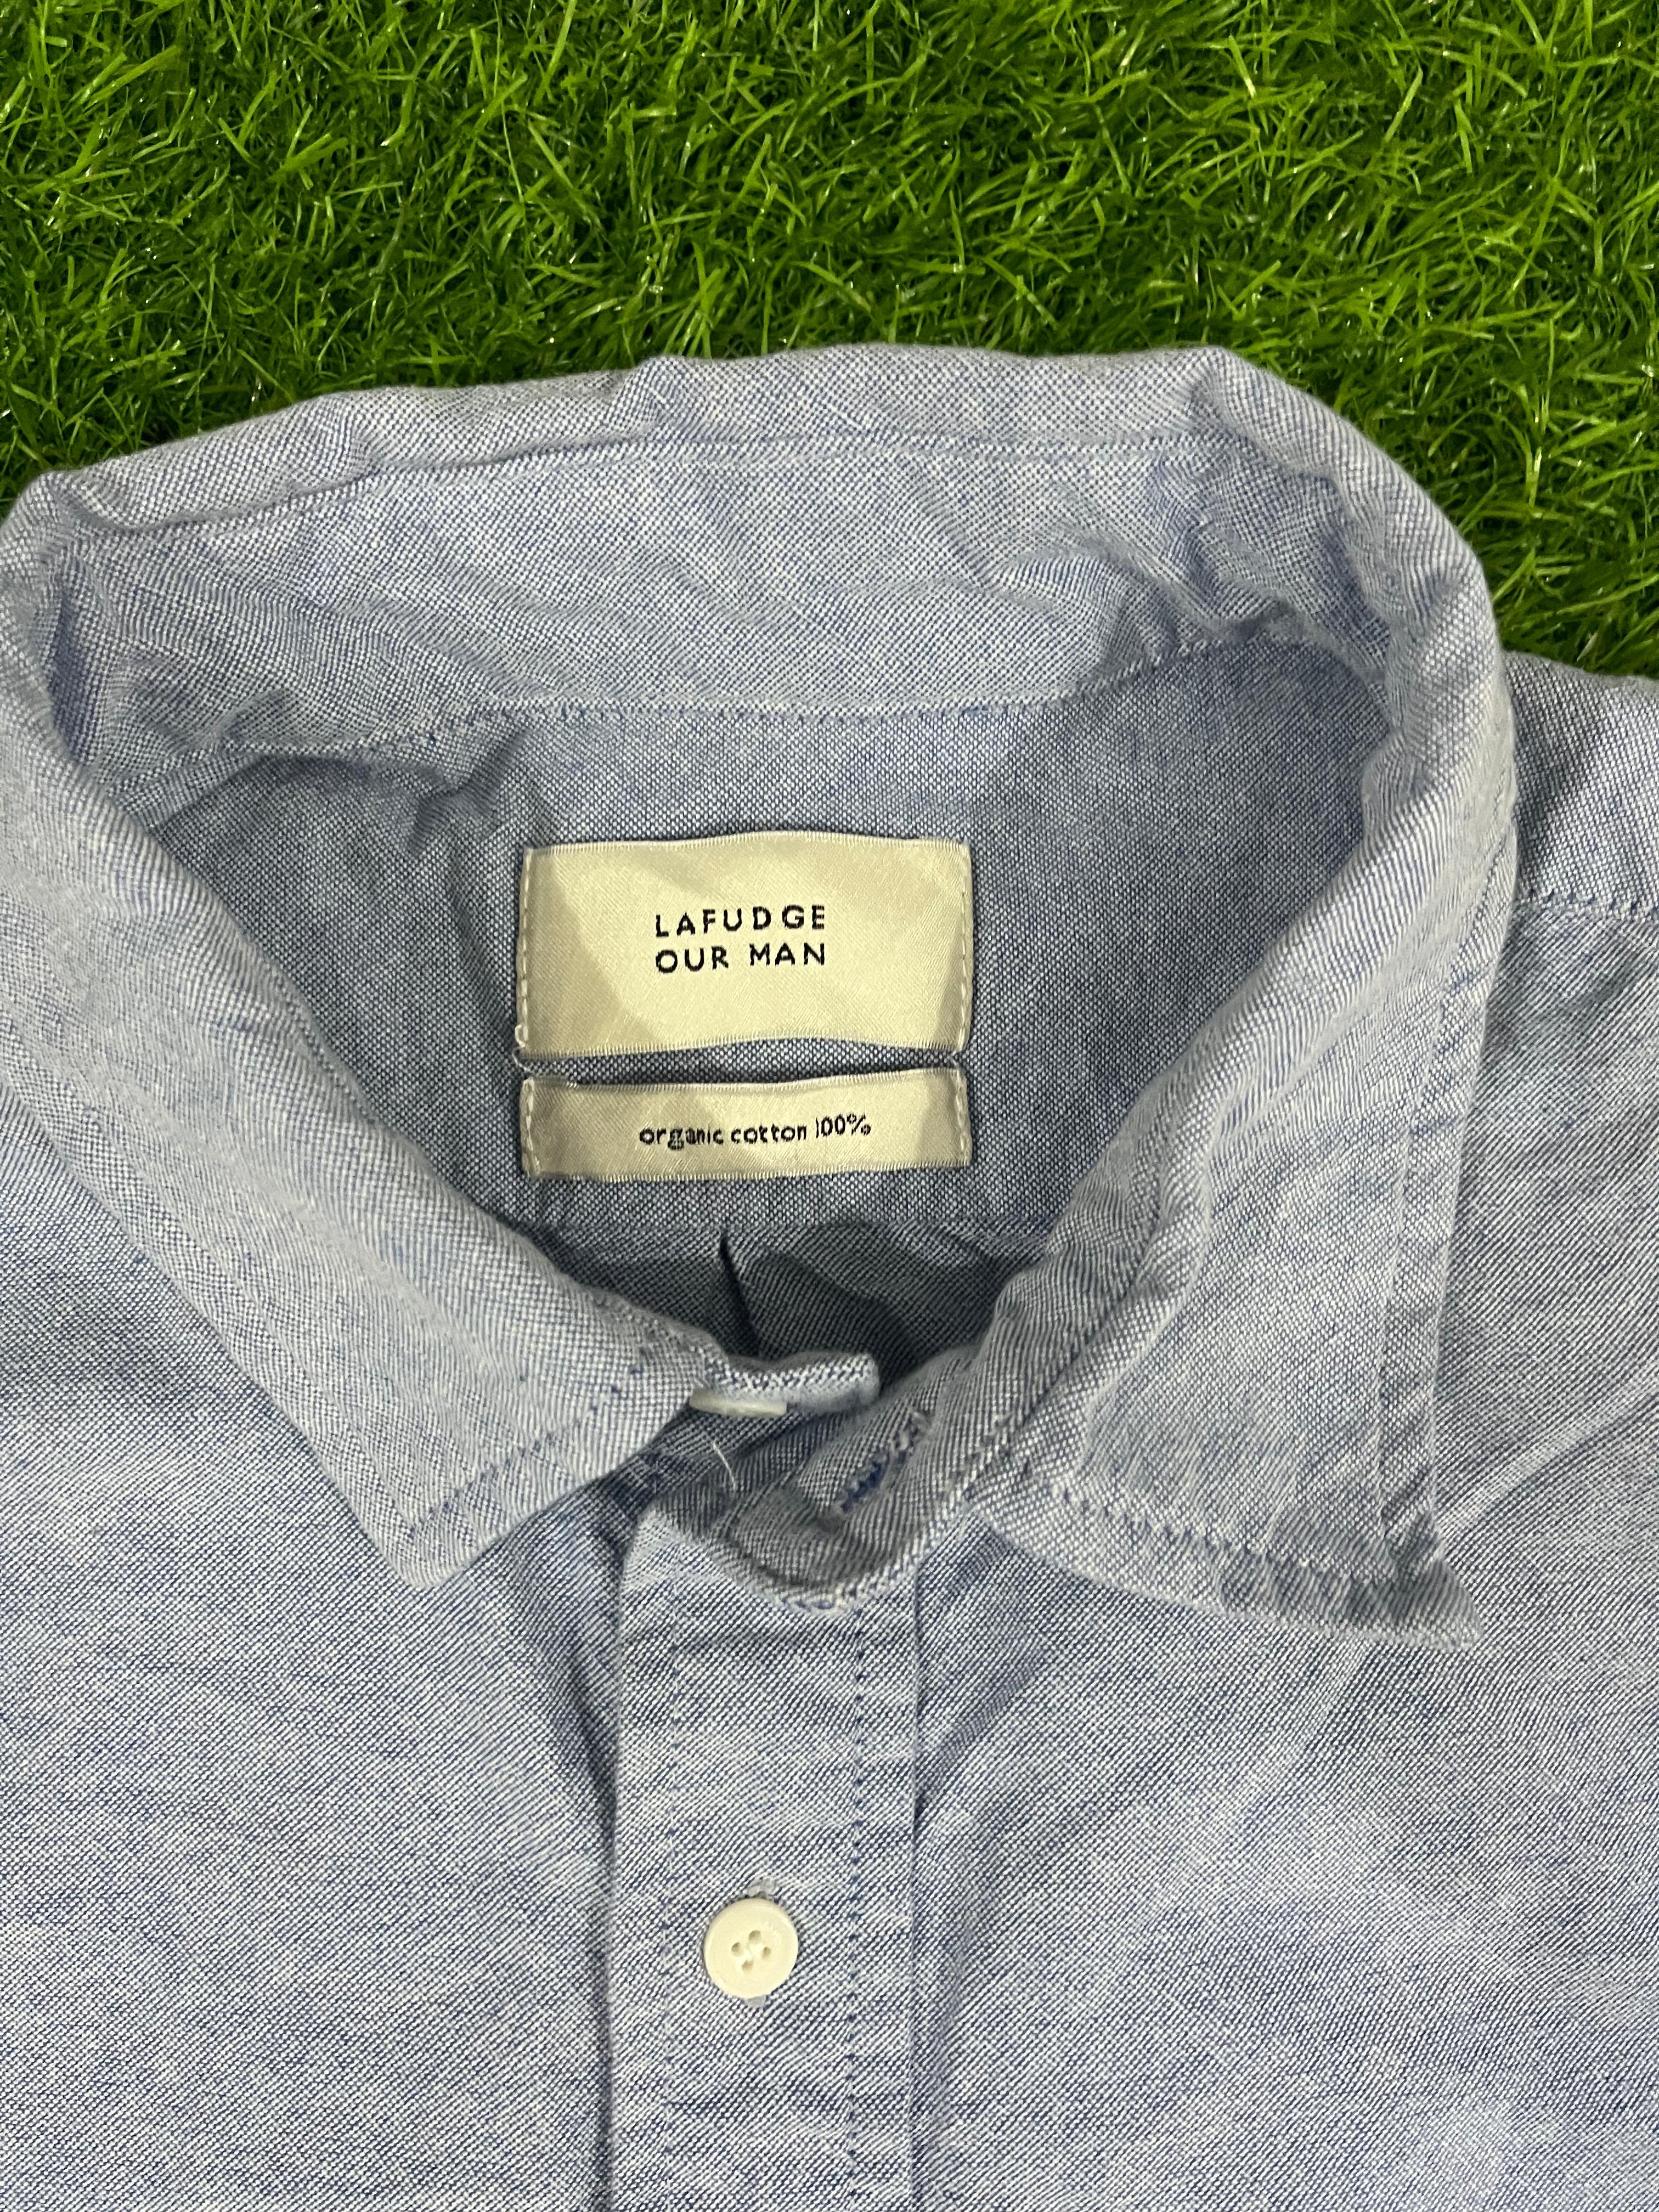 LAFUDGE
OUR MAN
organic cotton 100%